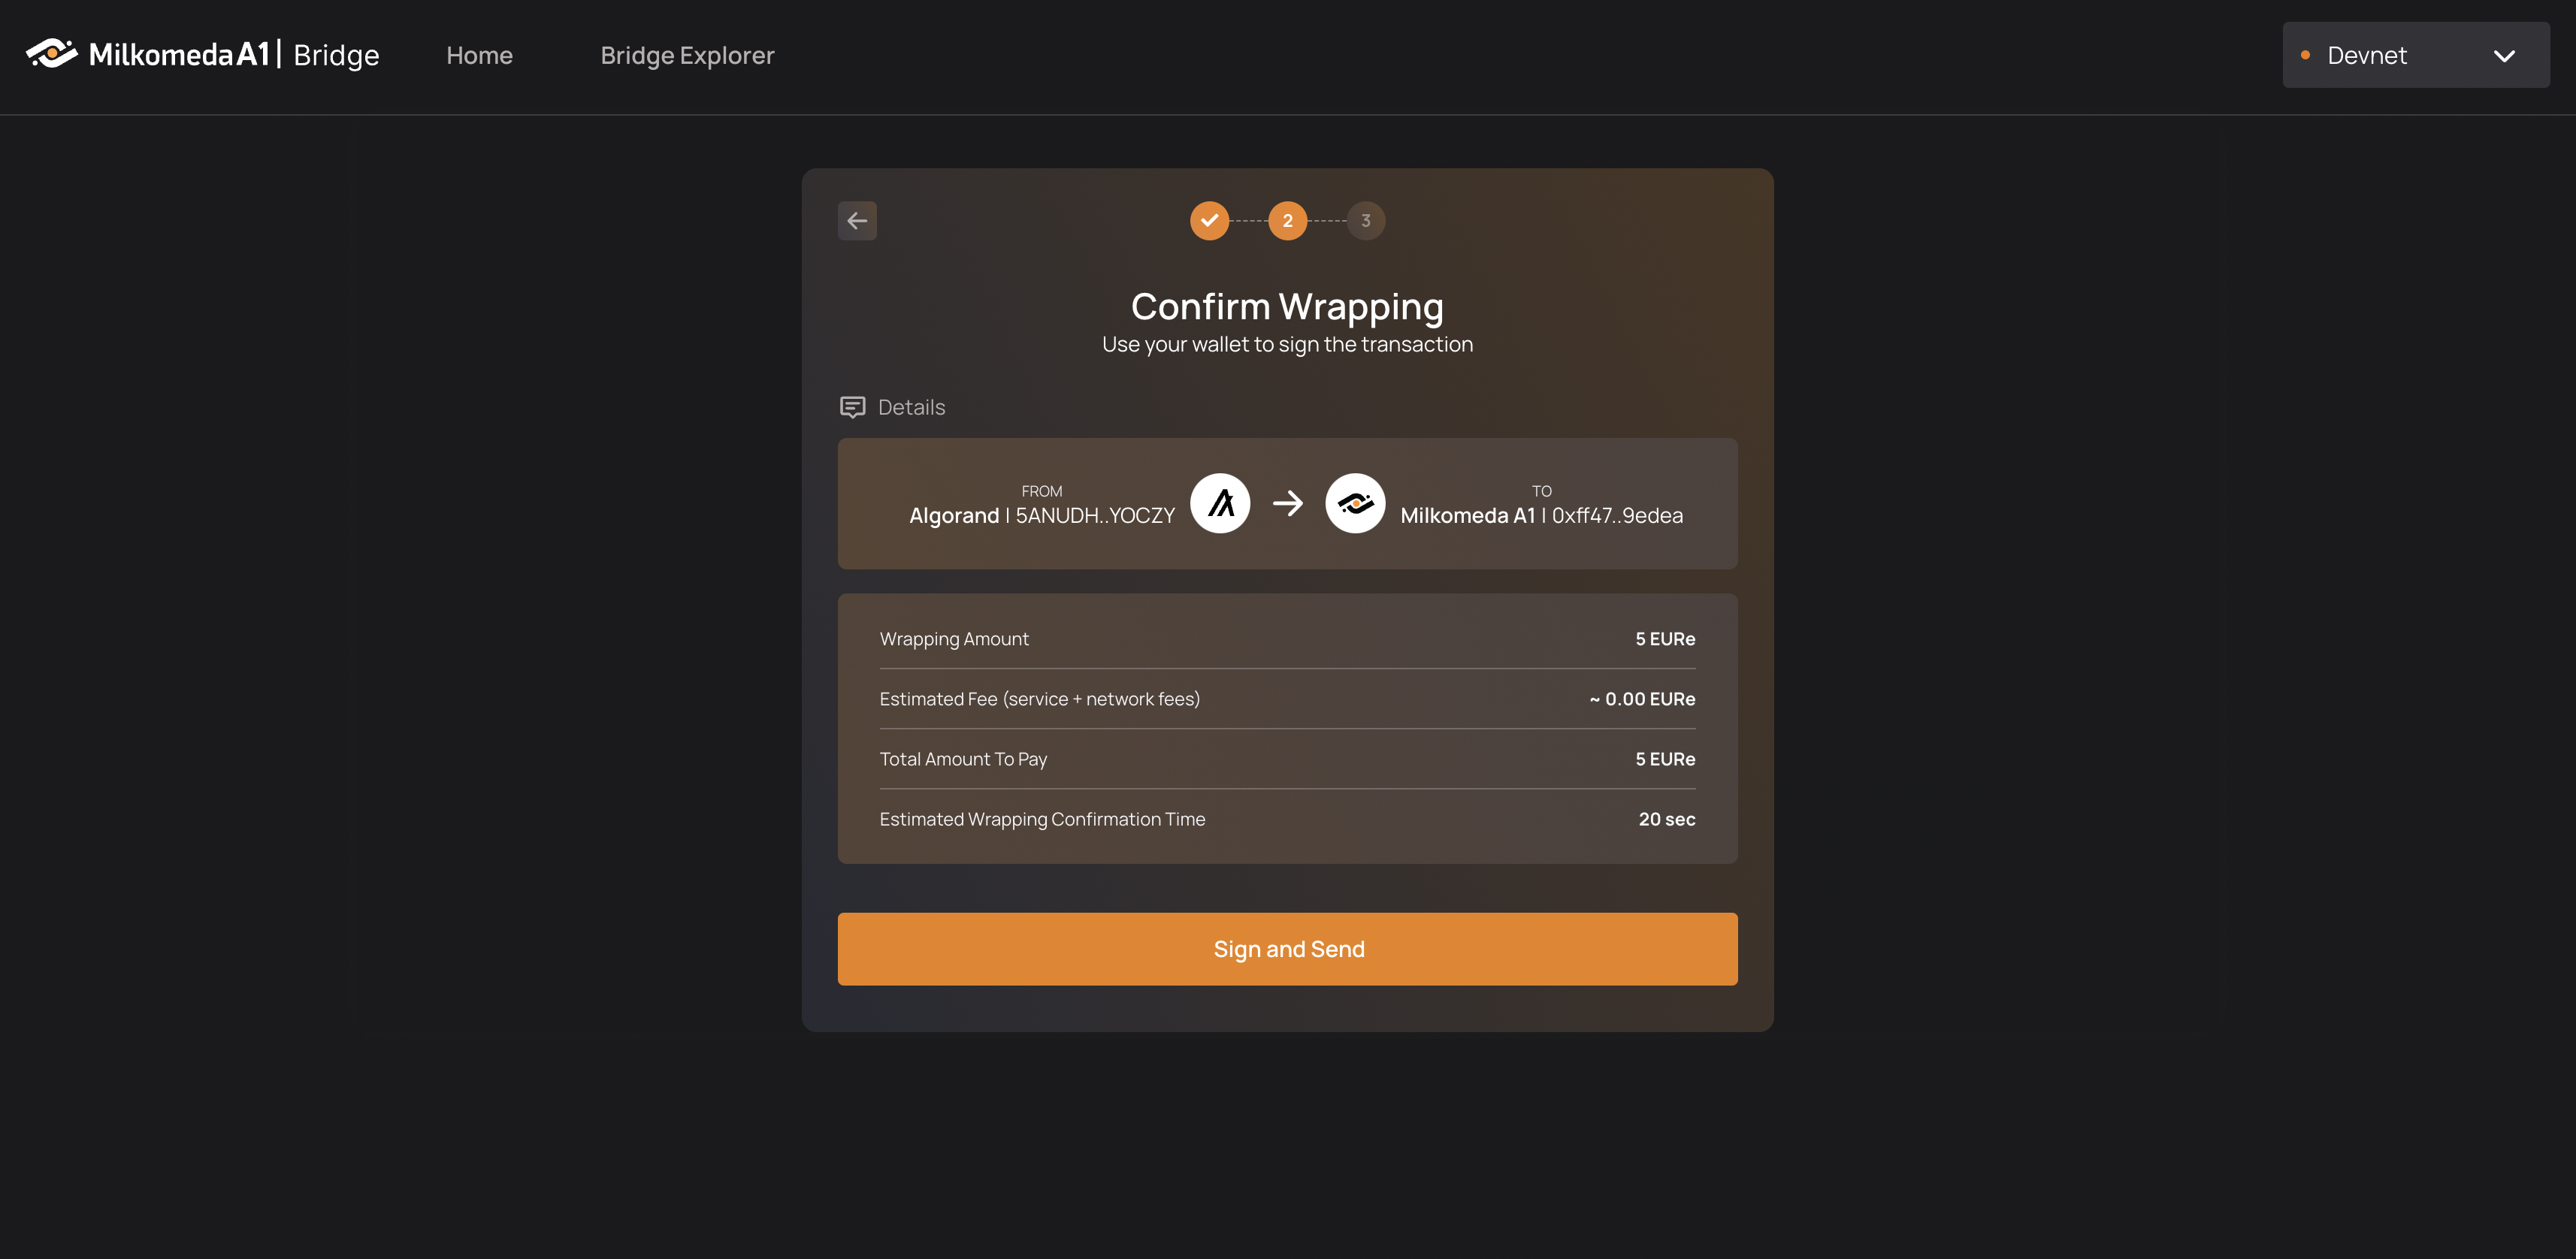 Milkomeda A1 | Bridge
Home
Bridge Explorer
Devnet
2
3
Confirm Wrapping
Use your wallet to sign the transaction
Details
FROM
Algorand | 5ANUDH..YOCZY
TO
Milkomeda A1 | 0xff47..9edea
Wrapping Amount 5 EURe
Estimated Fee (service + network fees) ~ 0.00 EURe
Total Amount To Pay 5 EURe
Estimated Wrapping Confirmation Time 20 sec
Sign and Send